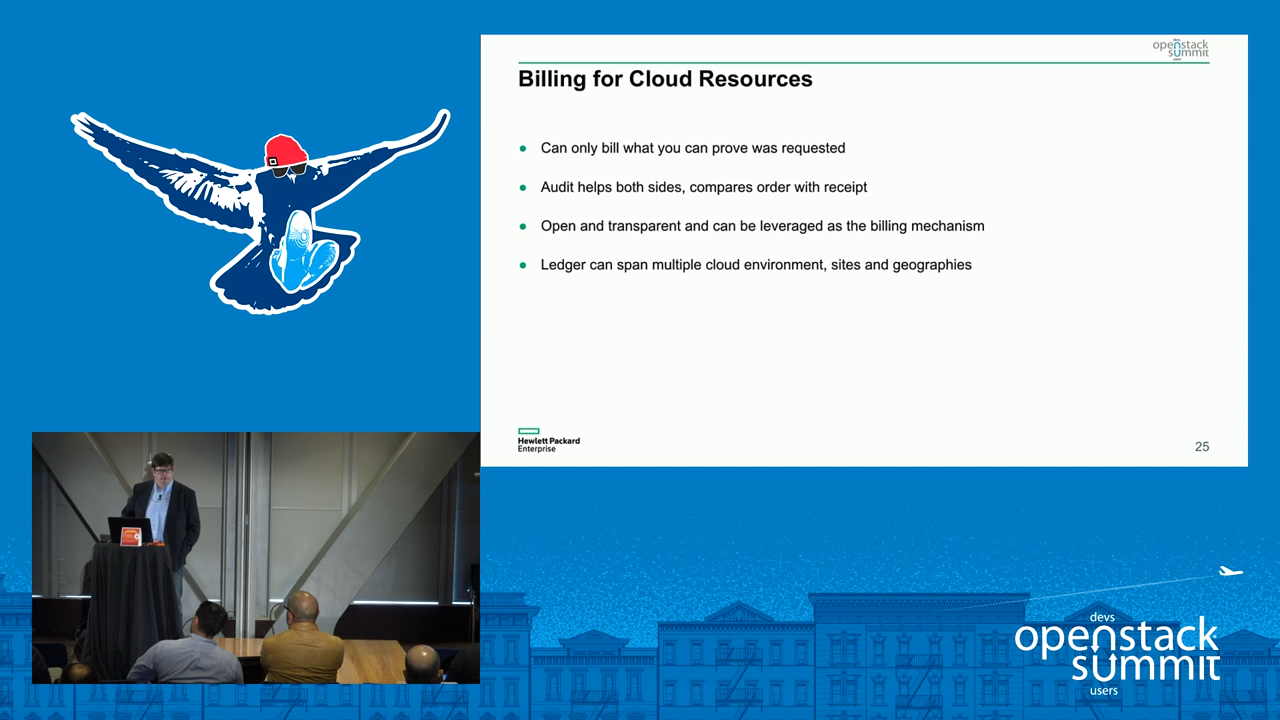 devs
openstack
summit
users
Billing for Cloud Resources
Can only bill what you can prove was requested
Audit helps both sides, compares order with receipt
Open and transparent and can be leveraged as the billing mechanism
Ledger can span multiple cloud environment, sites and geographies
Hewlett Packard
Enterprise
25
devs
openstack
summit
users